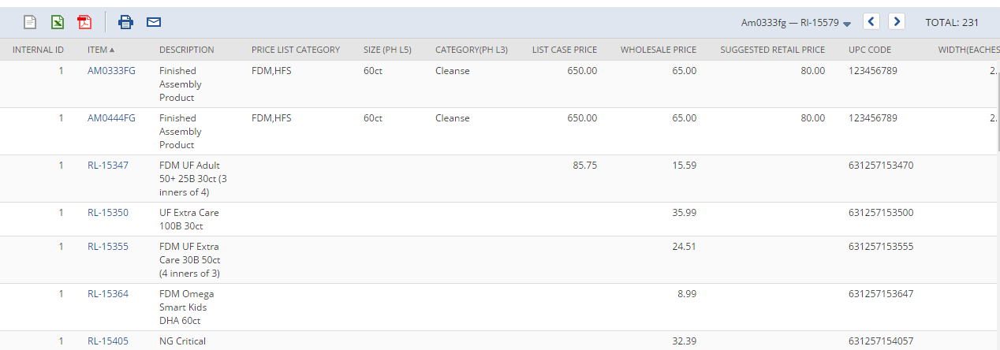 Am0333fg — RI-15579 TOTAL: 231
INTERNAL ID ITEM▲ DESCRIPTION PRICE LIST CATEGORY SIZE (PH L5) CATEGORY(PH L3) LIST CASE PRICE WHOLESALE PRICE SUGGESTED RETAIL PRICE UPC CODE WIDTH(EACHES
1 AM0333FG Finished FDM,HFS 60ct Cleanse 650.00 65.00 80.00 123456789 2.
Assembly
Product
1 AM0444FG Finished FDM,HFS 60ct Cleanse 650.00 65.00 80.00 123456789 2.
Assembly
Product
1 RL-15347 FDM UF Adult 85.75 15.59 631257153470
50+ 25B 30ct (3
inners of 4)
1 RL-15350 UF Extra Care 35.99 631257153500
100B 30ct
1 RL-15355 FDM UF Extra 24.51 631257153555
Care 30B 50ct
(4 inners of 3)
1 RL-15364 FDM Omega 8.99 631257153647
Smart Kids
DHA 60ct
1 RL-15405 NG Critical 32.39 631257154057